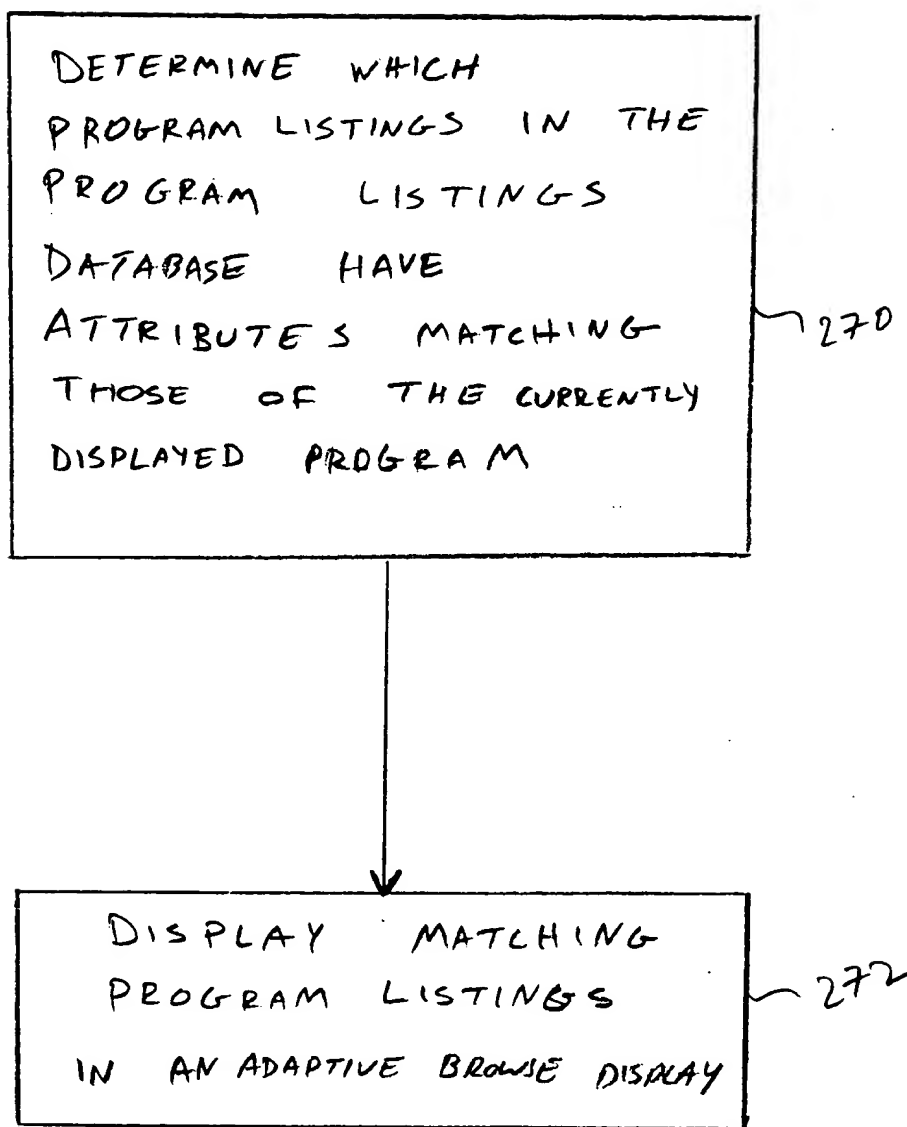 DETERMINE WHICH
PROGRAM LISTINGS IN THE
PROGRAM LISTINGS
DATABASE HAVE
ATTRIBUTES MATCHING
THOSE OF THE CURRENTLY
DISPLAYED PROGRAM
270
DISPLAY MATCHING
PROGRAM LISTINGS
IN AN ADAPTIVE BROWSE DISPLAY
272